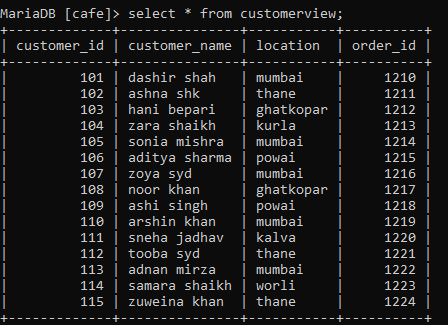 MariaDB [cafe]> select * from customerview;
+-------------+---------------+-----------+----------+
| customer_id | customer_name | location  | order_id |
+-------------+---------------+-----------+----------+
|         101 | dashir shah   | mumbai    |     1210 |
|         102 | ashna shk     | thane     |     1211 |
|         103 | hani bepari   | ghatkopar |     1212 |
|         104 | zara shaikh   | kurla     |     1213 |
|         105 | sonia mishra  | mumbai    |     1214 |
|         106 | aditya sharma | powai     |     1215 |
|         107 | zoya syd      | mumbai    |     1216 |
|         108 | noor khan     | ghatkopar |     1217 |
|         109 | ashi singh    | powai     |     1218 |
|         110 | arshin khan   | mumbai    |     1219 |
|         111 | sneha jadhav  | kalva     |     1220 |
|         112 | tooba syd     | thane     |     1221 |
|         113 | adnan mirza   | mumbai    |     1222 |
|         114 | samara shaikh | worli     |     1223 |
|         115 | zuweina khan  | thane     |     1224 |
+-------------+---------------+-----------+----------+